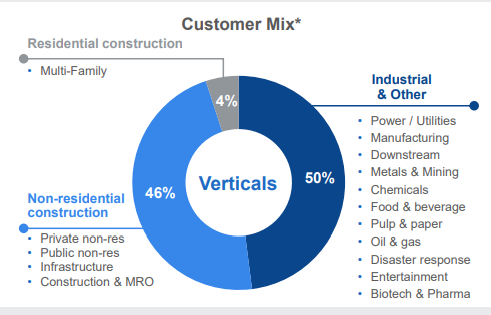 Customer Mix*
Residential construction
• Multi-Family
4%
46%
Verticals
50%
Non-residential
construction
• Private non-res
• Public non-res
• Infrastructure
• Construction & MRO
Industrial
& Other
• Power / Utilities
• Manufacturing
• Downstream
• Metals & Mining
• Chemicals
• Food & beverage
• Pulp & paper
• Oil & gas
• Disaster response
• Entertainment
• Biotech & Pharma